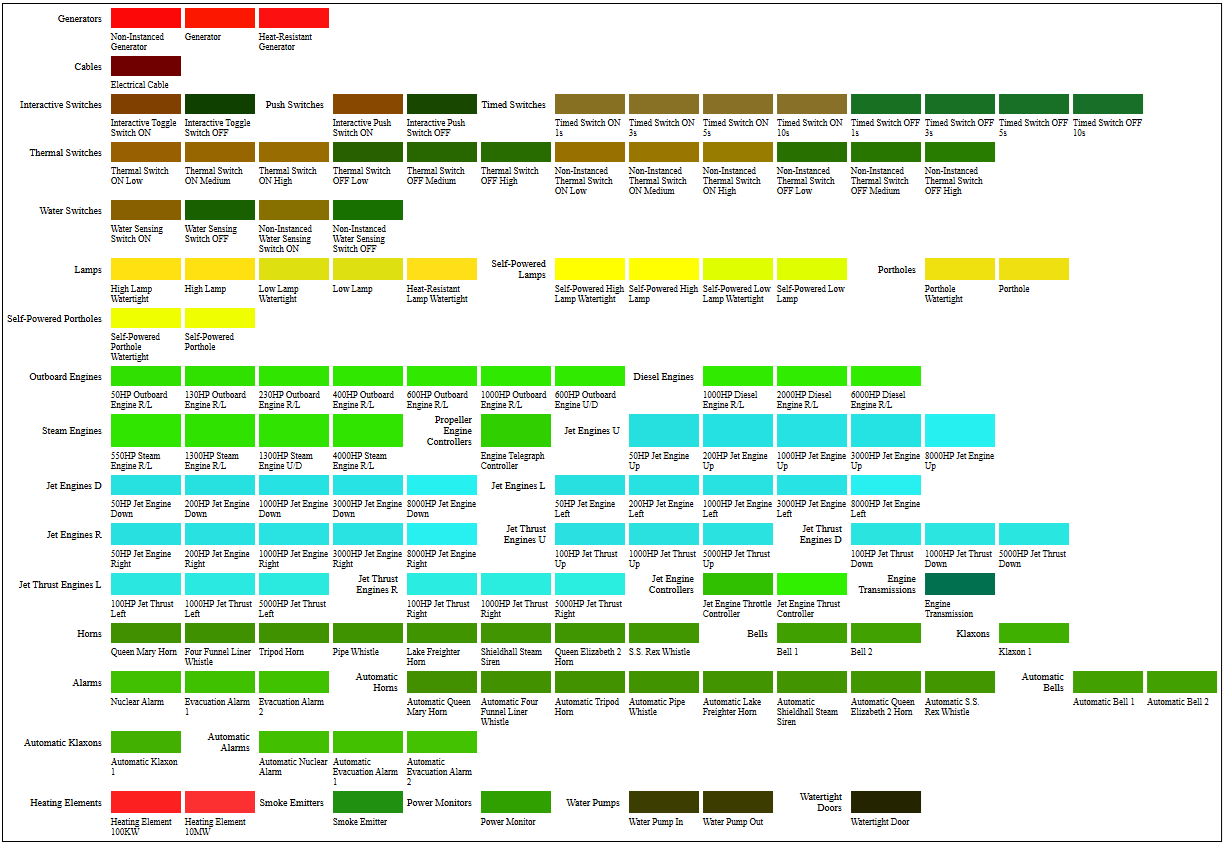 Generators
Non-Instanced
Generator
Generator
Heat-Resistant
Generator
Cables
Electrical Cable
Interactive Switches
Interactive Toggle
Switch ON
Interactive Toggle
Switch OFF
Push Switches
Interactive Push
Switch ON
Interactive Push
Switch OFF
Timed Switches
Timed Switch ON
1s
Timed Switch ON
3s
Timed Switch ON
5s
Timed Switch ON
10s
Timed Switch OFF
1s
Timed Switch OFF
3s
Timed Switch OFF
5s
Timed Switch OFF
10s
Thermal Switches
Thermal Switch
ON Low
Thermal Switch
ON Medium
Thermal Switch
ON High
Thermal Switch
OFF Low
Thermal Switch
OFF Medium
Thermal Switch
OFF High
Non-Instanced
Thermal Switch
ON Low
Non-Instanced
Thermal Switch
ON Medium
Non-Instanced
Thermal Switch
ON High
Non-Instanced
Thermal Switch
OFF Low
Non-Instanced
Thermal Switch
OFF Medium
Non-Instanced
Thermal Switch
OFF High
Water Switches
Water Sensing
Switch ON
Water Sensing
Switch OFF
Non-Instanced
Water Sensing
Switch ON
Non-Instanced
Water Sensing
Switch OFF
Lamps
High Lamp
Watertight
High Lamp
Low Lamp
Watertight
Low Lamp
Heat-Resistant
Lamp Watertight
Self-Powered
Lamps
Self-Powered High
Lamp Watertight
Self-Powered High
Lamp
Self-Powered Low
Lamp Watertight
Self-Powered Low
Lamp
Portholes
Porthole
Watertight
Porthole
Self-Powered Portholes
Self-Powered
Porthole
Watertight
Self-Powered
Porthole
Outboard Engines
50HP Outboard
Engine R/L
130HP Outboard
Engine R/L
230HP Outboard
Engine R/L
400HP Outboard
Engine R/L
600HP Outboard
Engine R/L
1000HP Outboard
Engine R/L
600HP Outboard
Engine U/D
Diesel Engines
1000HP Diesel
Engine R/L
2000HP Diesel
Engine R/L
6000HP Diesel
Engine R/L
Steam Engines
550HP Steam
Engine R/L
1300HP Steam
Engine R/L
1300HP Steam
Engine U/D
4000HP Steam
Engine R/L
Propeller
Engine
Controllers
Engine Telegraph
Controller
Jet Engines U
50HP Jet Engine
Up
200HP Jet Engine
Up
1000HP Jet Engine
Up
3000HP Jet Engine
Up
8000HP Jet Engine
Up
Jet Engines D
50HP Jet Engine
Down
200HP Jet Engine
Down
1000HP Jet Engine
Down
3000HP Jet Engine
Down
8000HP Jet Engine
Down
Jet Engines L
50HP Jet Engine
Left
200HP Jet Engine
Left
1000HP Jet Engine
Left
3000HP Jet Engine
Left
8000HP Jet Engine
Left
Jet Engines R
50HP Jet Engine
Right
200HP Jet Engine
Right
1000HP Jet Engine
Right
3000HP Jet Engine
Right
8000HP Jet Engine
Right
Jet Thrust
Engines U
100HP Jet Thrust
Up
1000HP Jet Thrust
Up
5000HP Jet Thrust
Up
Jet Thrust
Engines D
100HP Jet Thrust
Down
1000HP Jet Thrust
Down
5000HP Jet Thrust
Down
Jet Thrust Engines L
100HP Jet Thrust
Left
1000HP Jet Thrust
Left
5000HP Jet Thrust
Left
Jet Thrust
Engines R
100HP Jet Thrust
Right
1000HP Jet Thrust
Right
5000HP Jet Thrust
Right
Jet Engine
Controllers
Jet Engine Throttle
Controller
Jet Engine Thrust
Controller
Engine
Transmissions
Engine
Transmission
Horns
Queen Mary Horn
Four Funnel Liner
Whistle
Tripod Horn
Pipe Whistle
Lake Freighter
Horn
Shieldhall Steam
Siren
Queen Elizabeth 2
Horn
S.S. Rex Whistle
Bells
Bell 1
Bell 2
Klaxons
Klaxon 1
Alarms
Nuclear Alarm
Evacuation Alarm
1
Evacuation Alarm
2
Automatic
Horns
Automatic Queen
Mary Horn
Automatic Four
Funnel Liner
Whistle
Automatic Tripod
Horn
Automatic Pipe
Whistle
Automatic Lake
Freighter Horn
Automatic
Shieldhall Steam
Siren
Automatic Queen
Elizabeth 2 Horn
Automatic S.S.
Rex Whistle
Automatic
Bells
Automatic Bell 1
Automatic Bell 2
Automatic Klaxons
Automatic Klaxon
1
Automatic
Alarms
Automatic Nuclear
Alarm
Automatic
Evacuation Alarm
1
Automatic
Evacuation Alarm
2
Heating Elements
Heating Element
100KW
Heating Element
10MW
Smoke Emitters
Smoke Emitter
Power Monitors
Power Monitor
Water Pumps
Water Pump In
Water Pump Out
Watertight
Doors
Watertight Door